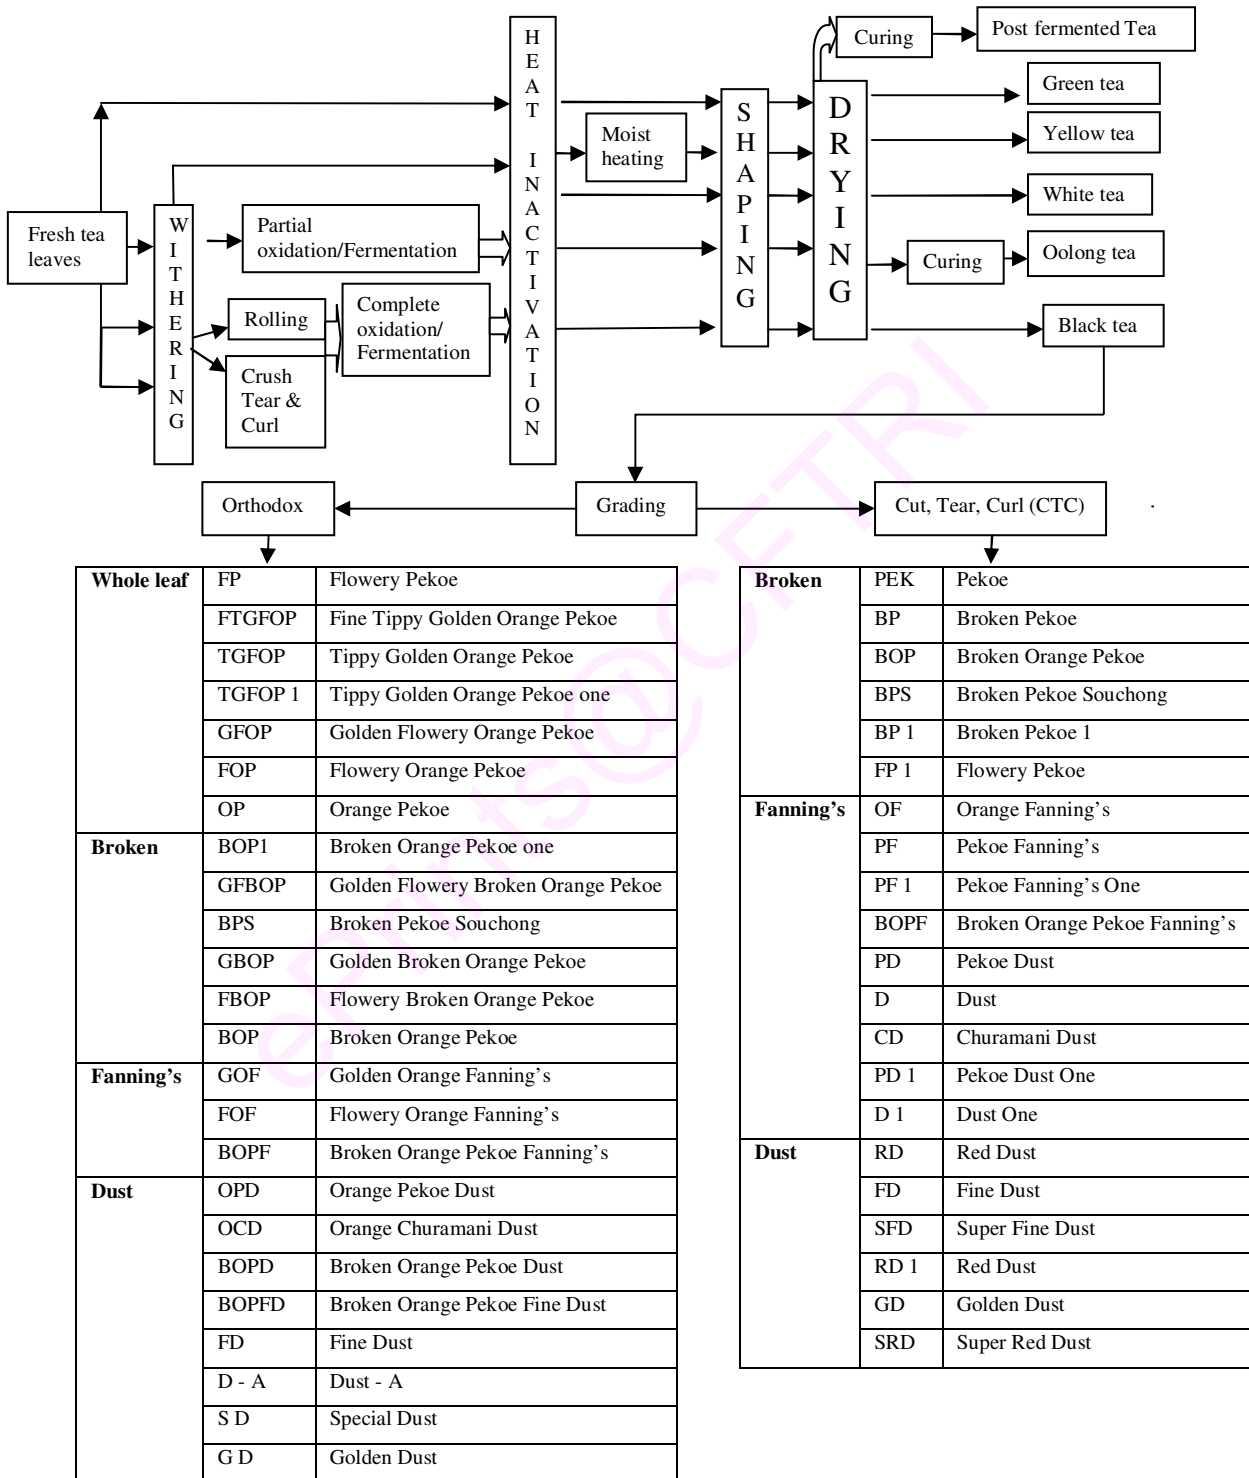 Curing
Post fermented Tea
HEAT INACTIVATION
Green tea
SHAPING
DRYING
Moist
heating
Yellow tea
White tea
Fresh tea
leaves
WITHERING
Partial
oxidation/Fermentation
Curing
Oolong tea
Rolling
Complete
oxidation/
Fermentation
Black tea
Crush
Tear &
Curl
Orthodox
Grading
Cut, Tear, Curl (CTC)
Whole leaf FP Flowery Pekoe
FTGFOP Fine Tippy Golden Orange Pekoe
TGFOP Tippy Golden Orange Pekoe
TGFOP 1 Tippy Golden Orange Pekoe one
GFOP Golden Flowery Orange Pekoe
FOP Flowery Orange Pekoe
OP Orange Pekoe
Broken BOP1 Broken Orange Pekoe one
GFBOP Golden Flowery Broken Orange Pekoe
BPS Broken Pekoe Souchong
GBOP Golden Broken Orange Pekoe
FBOP Flowery Broken Orange Pekoe
BOP Broken Orange Pekoe
Fanning’s GOF Golden Orange Fanning’s
FOF Flowery Orange Fanning’s
BOPF Broken Orange Pekoe Fanning’s
Dust OPD Orange Pekoe Dust
OCD Orange Churamani Dust
BOPD Broken Orange Pekoe Dust
BOPFD Broken Orange Pekoe Fine Dust
FD Fine Dust
D - A Dust - A
S D Special Dust
G D Golden Dust
Broken PEK Pekoe
BP Broken Pekoe
BOP Broken Orange Pekoe
BPS Broken Pekoe Souchong
BP 1 Broken Pekoe 1
FP 1 Flowery Pekoe
Fanning’s OF Orange Fanning’s
PF Pekoe Fanning’s
PF 1 Pekoe Fanning’s One
BOPF Broken Orange Pekoe Fanning’s
PD Pekoe Dust
D Dust
CD Churamani Dust
PD 1 Pekoe Dust One
D 1 Dust One
Dust RD Red Dust
FD Fine Dust
SFD Super Fine Dust
RD 1 Red Dust
GD Golden Dust
SRD Super Red Dust
ePrints@CFTRI